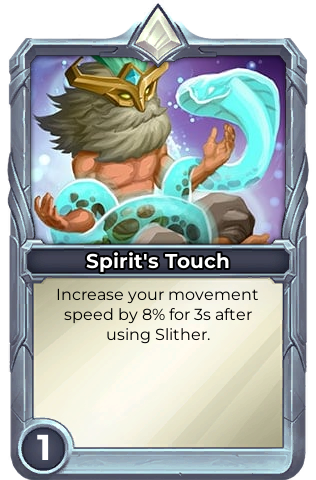 Spirit's Touch
Increase your movement
speed by 8% for 3s after
using Slither.
1